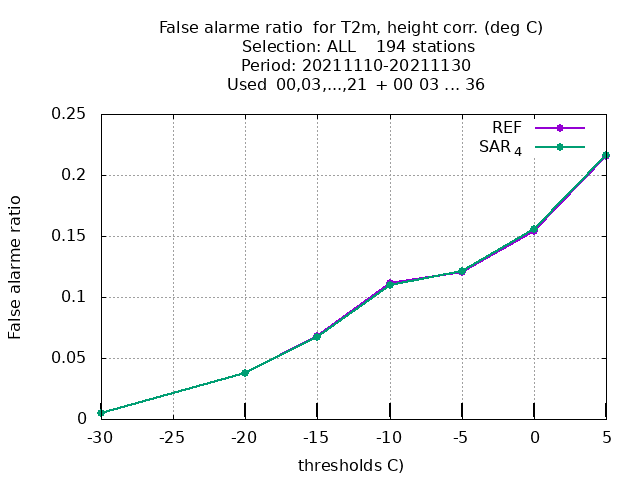 False alarme ratio for T2m, height corr. (deg C)
Selection: ALL 194 stations
Period: 20211110-20211130
Used 00,03,...,21 + 00 03 ... 36
0.25
0.2
0.15
0.1
0.05
0
False alarme ratio
REF
SAR 4
-30 -25 -20 -15 -10 -5 0 5
thresholds C)